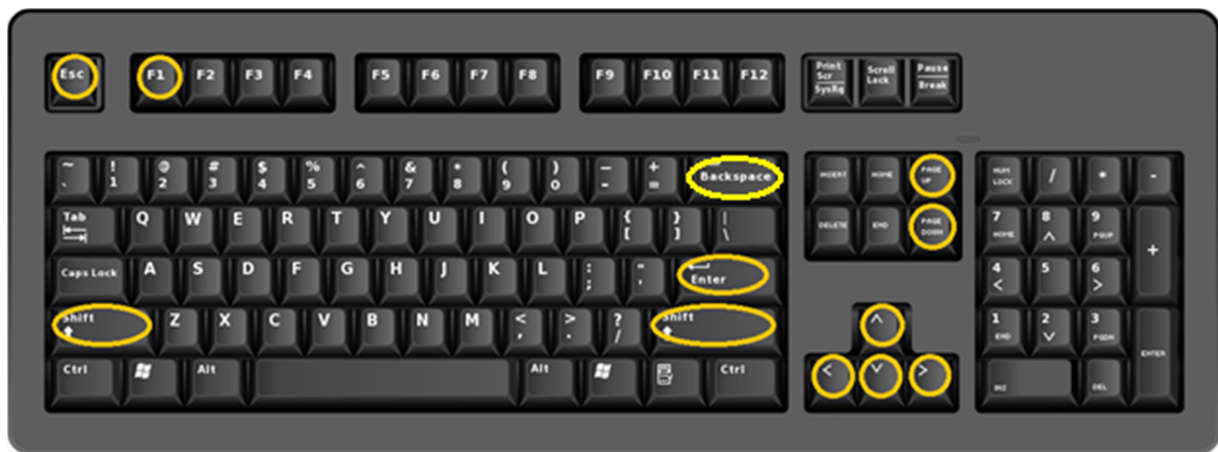 Esc F1 F2 F3 F4 F5 F6 F7 F8 F9 F10 F11 F12 Print Scr SysRq Scroll Lock Pause Break
~ ` ! 1 @ 2 # 3 $ 4 % 5 ^ 6 & 7 * 8 ( 9 ) 0 — - + = Backspace INSERT HOME PAGE UP NUM LOCK / * -
Tab Q W E R T Y U I O P { [ } ] | \ DELETE END PAGE DOWN 7 HOME 8 ^ 9 PGUP +
Caps Lock A S D F G H J K L : ; " ' Enter 4 < 5 6 >
Shift Z X C V B N M < , > . ? / Shift ^ 1 END 2 v 3 PGDN ENTER
Ctrl Alt Alt Ctrl < v > INS DEL